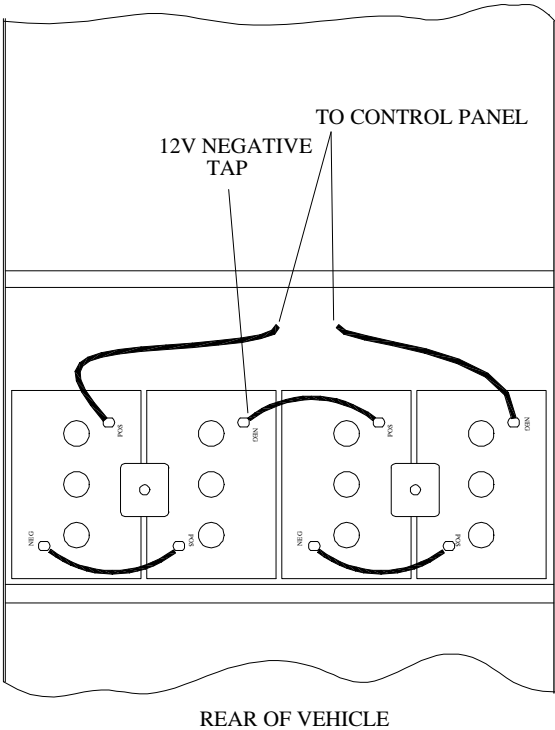 TO CONTROL PANEL
12V NEGATIVE
TAP
POS
NEG
POS
NEG
NEG
POS
NEG
POS
REAR OF VEHICLE